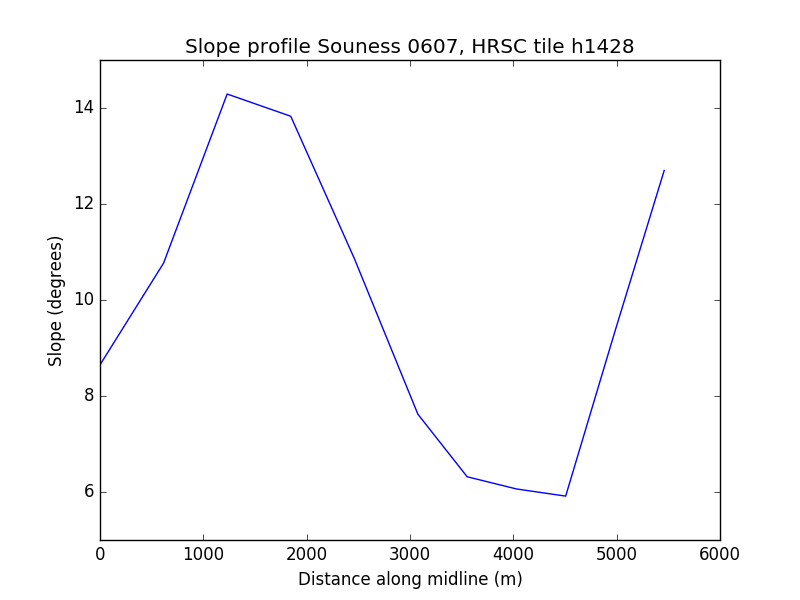 Slope profile Souness 0607, HRSC tile h1428
14
12
10
8
6
Slope (degrees)
0 1000 2000 3000 4000 5000 6000
Distance along midline (m)